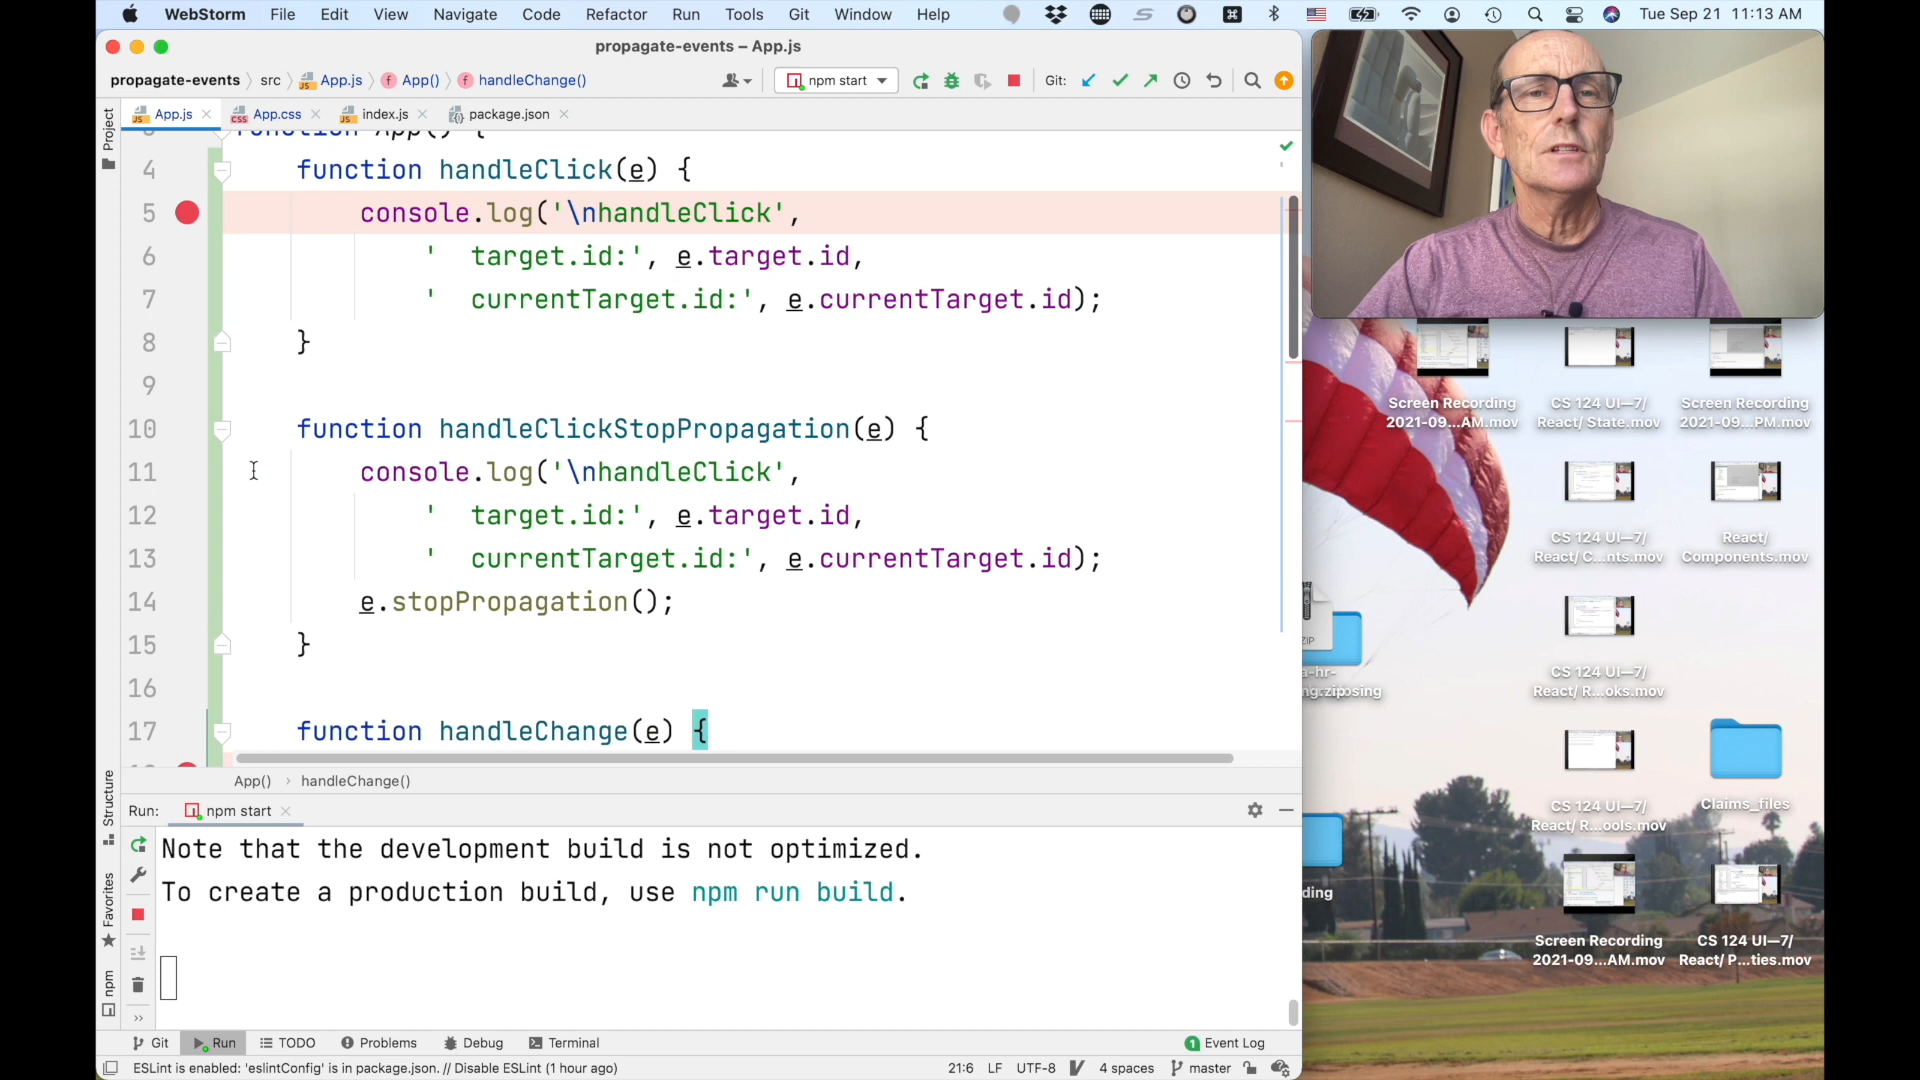 WebStorm File Edit View Navigate Code Refactor Run Tools Git Window Help Tue Sep 21 11:13 AM
propagate-events – App.js
propagate-events src App.js App() handleChange() npm start Git:
App.js App.css index.js package.json
Project
3 function App() {
4 function handleClick(e) {
5 console.log('\nhandleClick',
6 ' target.id:', e.target.id,
7 ' currentTarget.id:', e.currentTarget.id);
8 }
9
10 function handleClickStopPropagation(e) {
11 console.log('\nhandleClick',
12 ' target.id:', e.target.id,
13 ' currentTarget.id:', e.currentTarget.id);
14 e.stopPropagation();
15 }
16
17 function handleChange(e) {
App() handleChange()
Run: npm start
Structure
Favorites
npm
Note that the development build is not optimized.
To create a production build, use npm run build.
Git Run TODO Problems Debug Terminal 1 Event Log
ESLint is enabled: 'eslintConfig' is in package.json. // Disable ESLint (1 hour ago) 21:6 LF UTF-8 4 spaces master
Screen Recording
2021-09...AM.mov
CS 124 UI—7/
React/ State.mov
Screen Recording
2021-09...PM.mov
CS 124 UI—7/
React/ C...nts.mov
React/
Components.mov
ZIP
CS 124 UI—7/
React/ R...oks.mov
CS 124 UI—7/
React/ R...ools.mov
Claims_files
ding
Screen Recording
2021-09...AM.mov
CS 124 UI—7/
React/ P...ties.mov